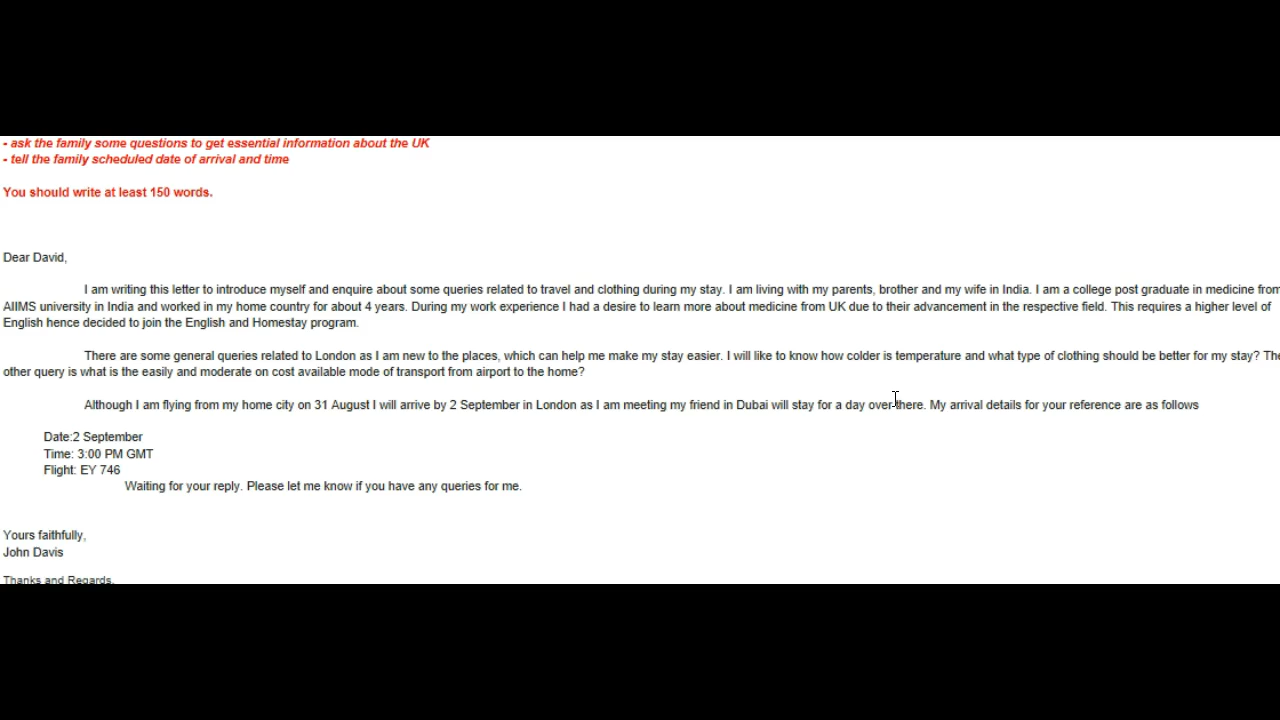 - ask the family some questions to get essential information about the UK
- tell the family scheduled date of arrival and time
You should write at least 150 words.
Dear David,
I am writing this letter to introduce myself and enquire about some queries related to travel and clothing during my stay. I am living with my parents, brother and my wife in India. I am a college post graduate in medicine from
AIIMS university in India and worked in my home country for about 4 years. During my work experience I had a desire to learn more about medicine from UK due to their advancement in the respective field. This requires a higher level of
English hence decided to join the English and Homestay program.
There are some general queries related to London as I am new to the places, which can help me make my stay easier. I will like to know how colder is temperature and what type of clothing should be better for my stay? The
other query is what is the easily and moderate on cost available mode of transport from airport to the home?
Although I am flying from my home city on 31 August I will arrive by 2 September in London as I am meeting my friend in Dubai will stay for a day over there. My arrival details for your reference are as follows
Date:2 September
Time: 3:00 PM GMT
Flight: EY 746
Waiting for your reply. Please let me know if you have any queries for me.
Yours faithfully,
John Davis
Thanks and Regards,